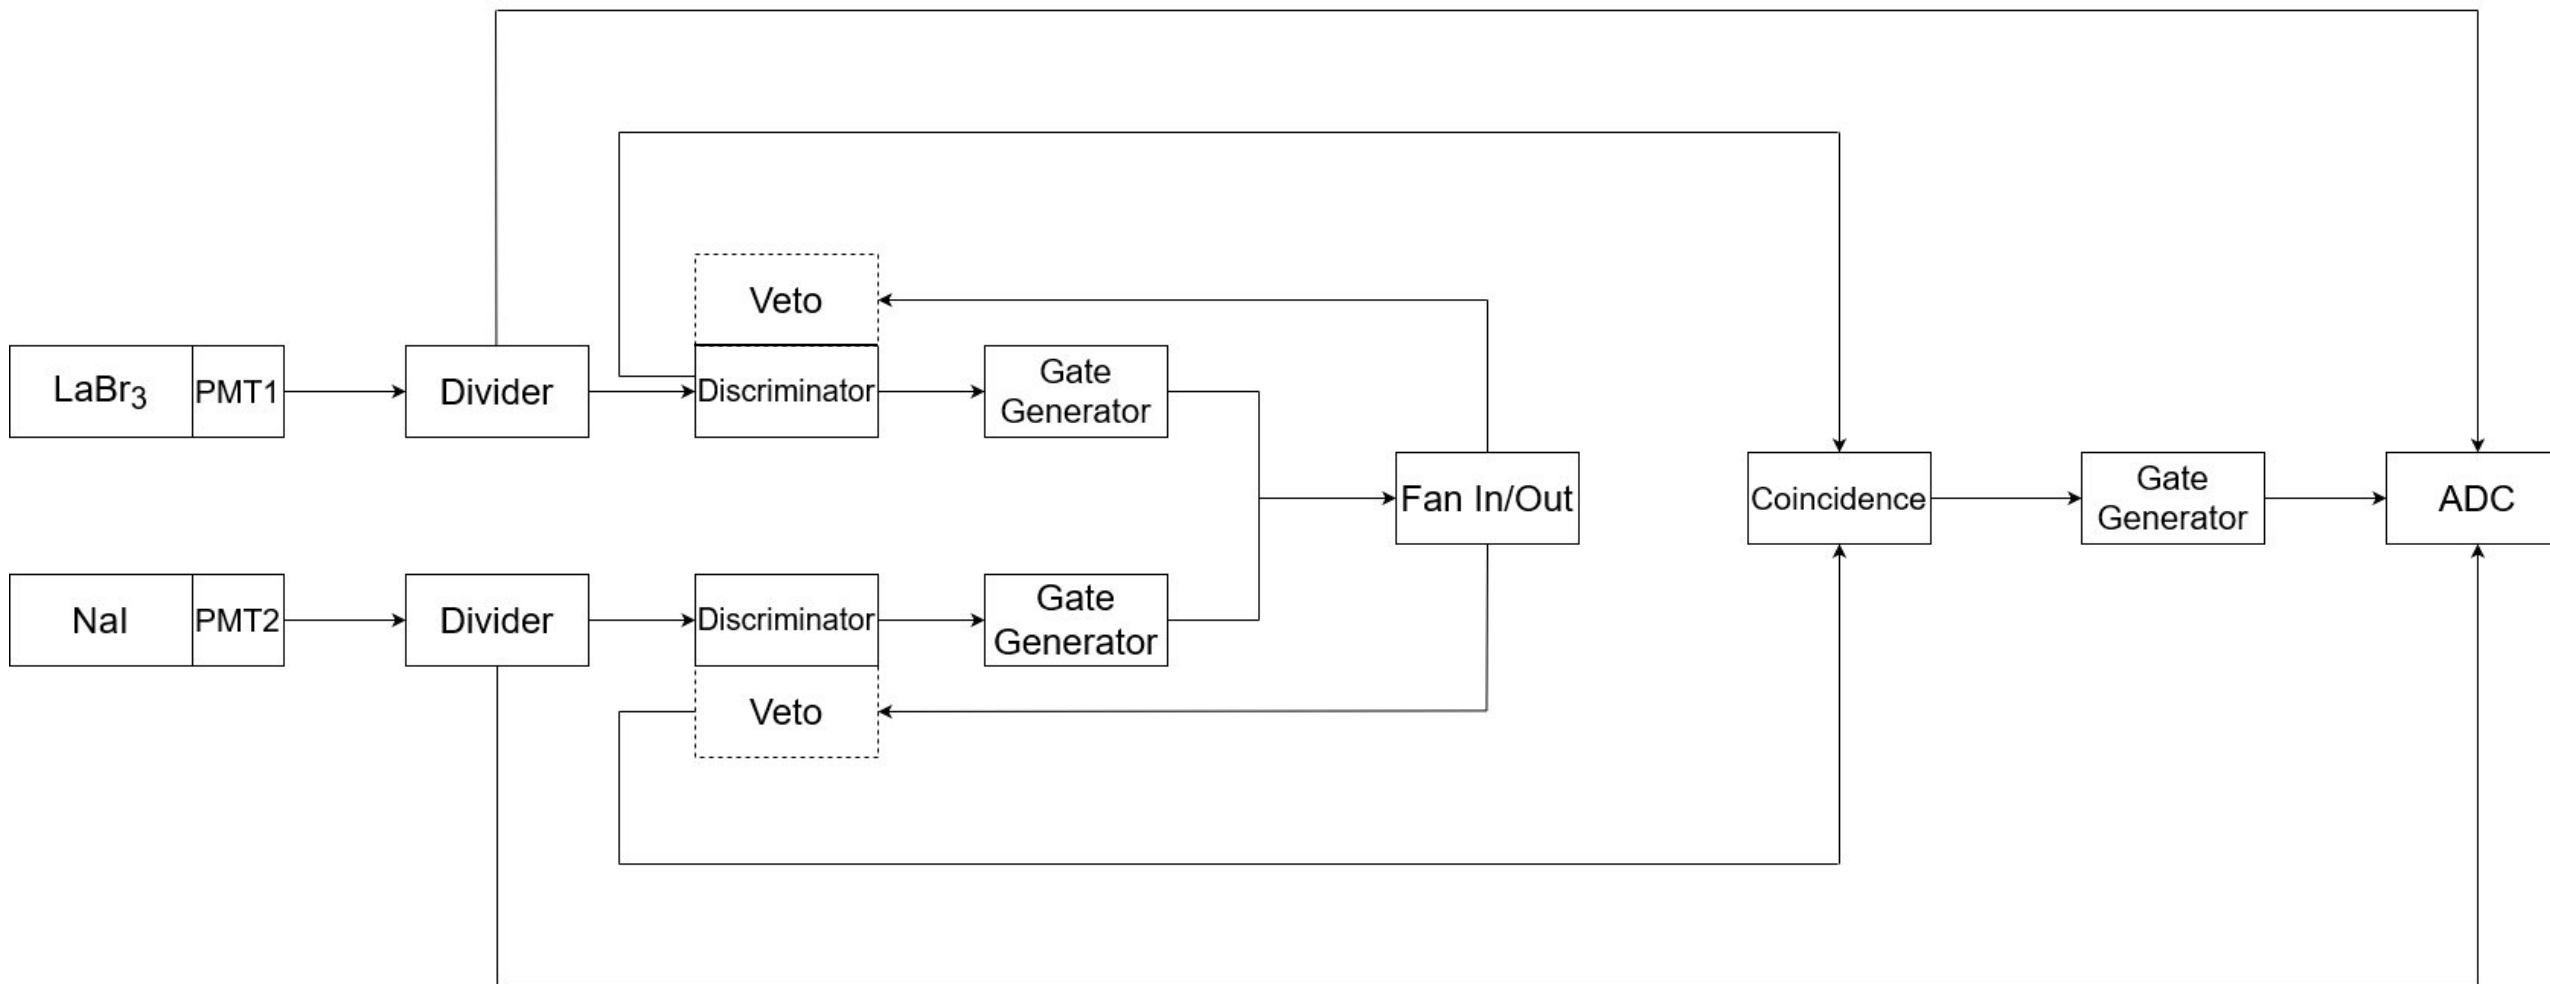 Veto
LaBr3
PMT1
Divider
Discriminator
Gate
Generator
Fan In/Out
Coincidence
Gate
Generator
ADC
NaI
PMT2
Divider
Discriminator
Gate
Generator
Veto